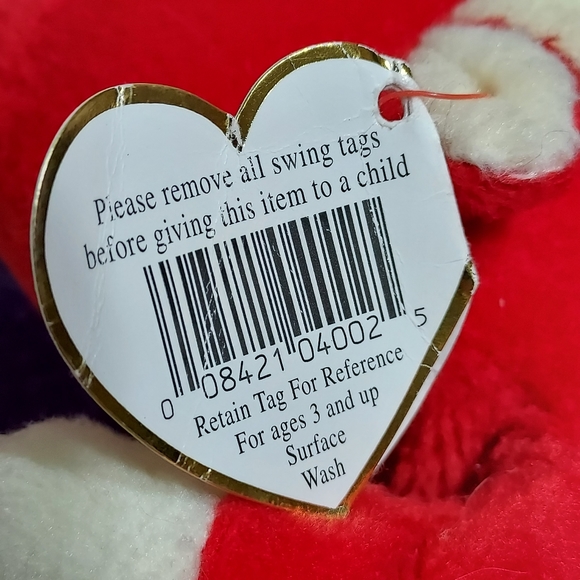 Please remove all swing tags
before giving this item to a child
0 08421 04002 5
Retain Tag For Reference
For ages 3 and up
Surface
Wash